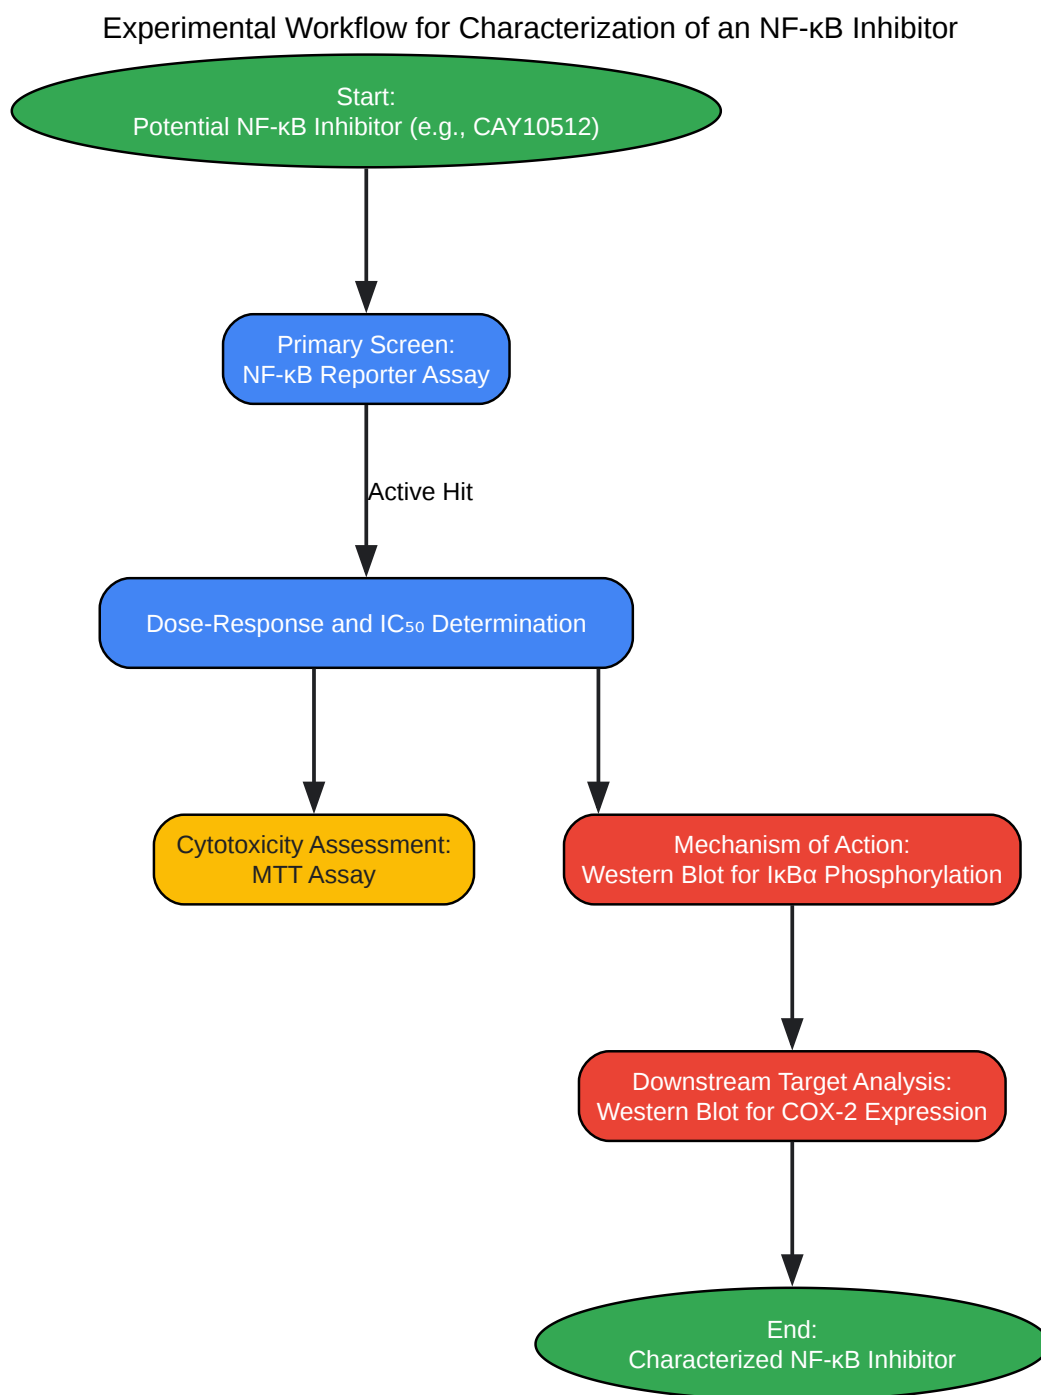 Experimental Workflow for Characterization of an NF-κB Inhibitor
Start:
Potential NF-κB Inhibitor (e.g., CAY10512)
Primary Screen:
NF-κB Reporter Assay
Active Hit
Dose-Response and IC₅₀ Determination
Cytotoxicity Assessment:
MTT Assay
Mechanism of Action:
Western Blot for IκBα Phosphorylation
Downstream Target Analysis:
Western Blot for COX-2 Expression
End:
Characterized NF-κB Inhibitor